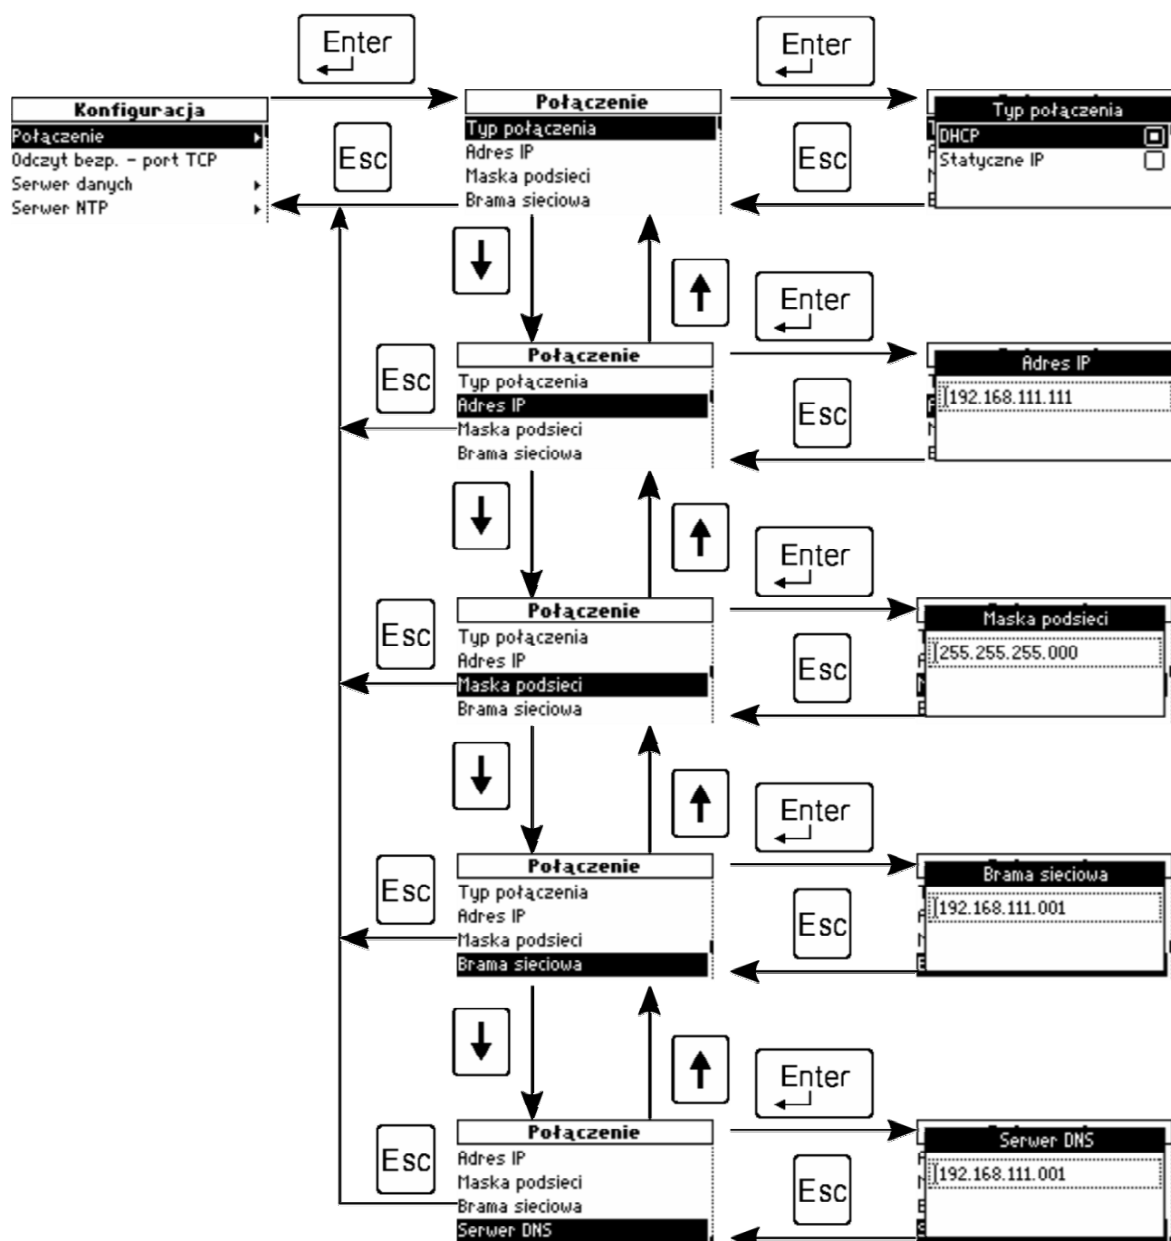 Enter
Enter
Konfiguracja
Połączenie
Odczyt bezp. - port TCP
Serwer danych
Serwer NTP
Esc
Połączenie
Typ połączenia
Adres IP
Maska podsieci
Brama sieciowa
Esc
Typ połączenia
DHCP
Statyczne IP
Enter
Esc
Połączenie
Typ połączenia
Adres IP
Maska podsieci
Brama sieciowa
Esc
Adres IP
192.168.111.111
Enter
Esc
Połączenie
Typ połączenia
Adres IP
Maska podsieci
Brama sieciowa
Esc
Maska podsieci
255.255.255.000
Enter
Esc
Połączenie
Typ połączenia
Adres IP
Maska podsieci
Brama sieciowa
Esc
Brama sieciowa
192.168.111.001
Enter
Esc
Połączenie
Adres IP
Maska podsieci
Brama sieciowa
Serwer DNS
Esc
Serwer DNS
192.168.111.001